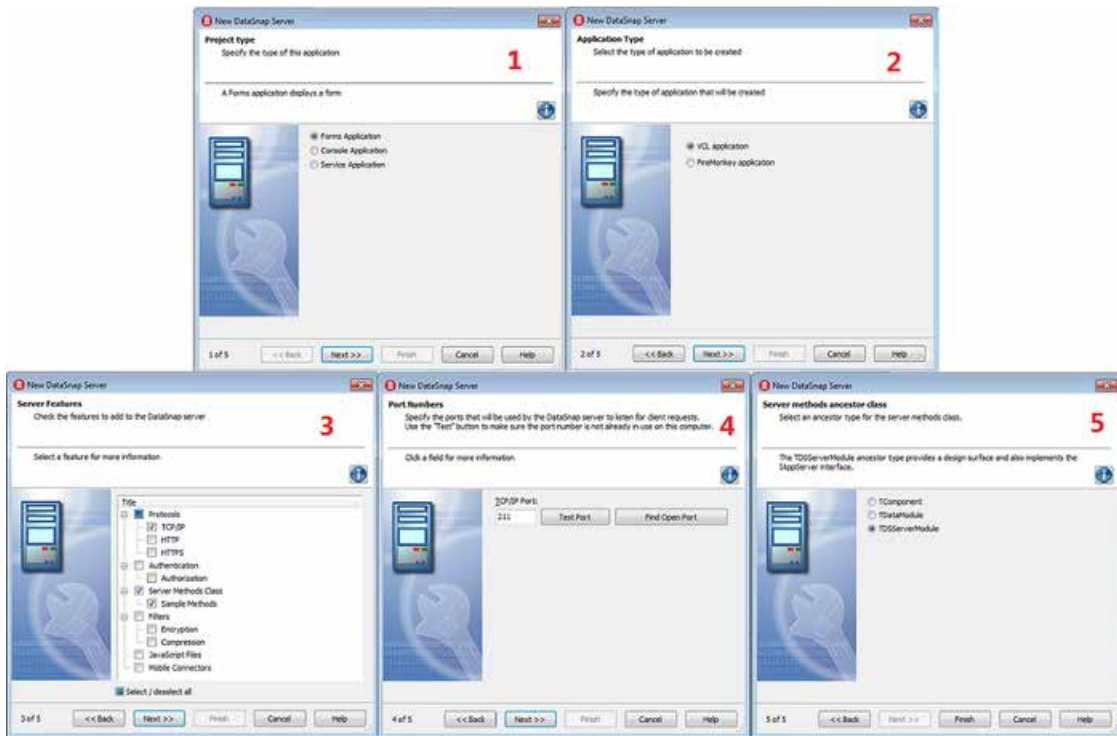 New DataSnap Server
Project type
Specify the type of this application
1
A Forms application displays a form
Forms Application
Console Application
Service Application
1 of 5
<< Back
Next >>
Finish
Cancel
Help
New DataSnap Server
Application Type
Select the type of application to be created
2
Specify the type of application that will be created
VCL application
FireMonkey application
2 of 5
<< Back
Next >>
Finish
Cancel
Help
New DataSnap Server
Server Features
Check the features to add to the DataSnap server
3
Select a feature for more information
Title
Protocols
TCP/IP
HTTP
HTTPS
Authentication
Authorization
Server Methods Class
Sample Methods
Filters
Encryption
Compression
JavaScript Files
Mobile Connectors
Select / deselect all
3 of 5
<< Back
Next >>
Finish
Cancel
Help
New DataSnap Server
Port Numbers
Specify the ports that will be used by the DataSnap server to listen for client requests.
Use the "Test" button to make sure the port number is not already in use on this computer.
4
Click a field for more information
TCP/IP Port:
211
Test Port
Find Open Port
4 of 5
<< Back
Next >>
Finish
Cancel
Help
New DataSnap Server
Server methods ancestor class
Select an ancestor type for the server methods class.
5
The TDSServerModule ancestor type provides a design surface and also implements the
IAppServer interface.
TComponent
TDataModule
TDSServerModule
5 of 5
<< Back
Next >>
Finish
Cancel
Help